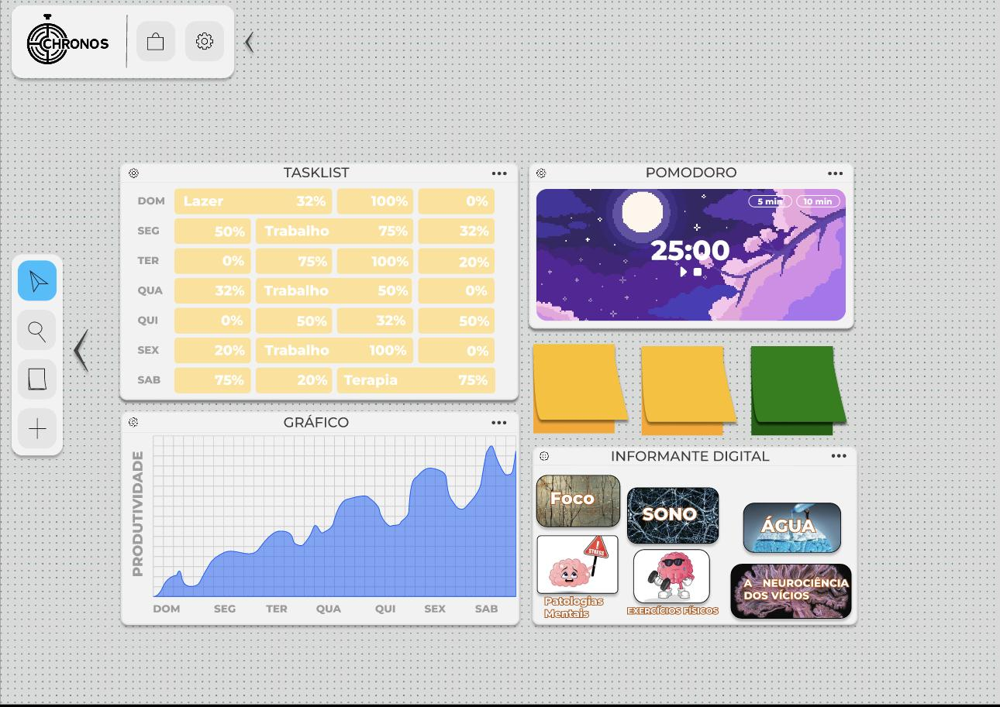 CHRONOS
TASKLIST
DOM Lazer 32% 100% 0%
SEG 50% Trabalho 75% 32%
TER 0% 75% 100% 20%
QUA 32% Trabalho 50% 0%
QUI 0% 50% 32% 50%
SEX 20% Trabalho 100% 0%
SAB 75% 20% Terapia 75%
POMODORO
5 min 10 min
25:00
GRÁFICO
PRODUTIVIDADE
DOM SEG TER QUA QUI SEX SAB
INFORMANTE DIGITAL
Foco
SONO
ÁGUA
STRESS
Patologias
Mentais
EXERCÍCIOS FÍSICOS
A NEUROCIÊNCIA
DOS VÍCIOS